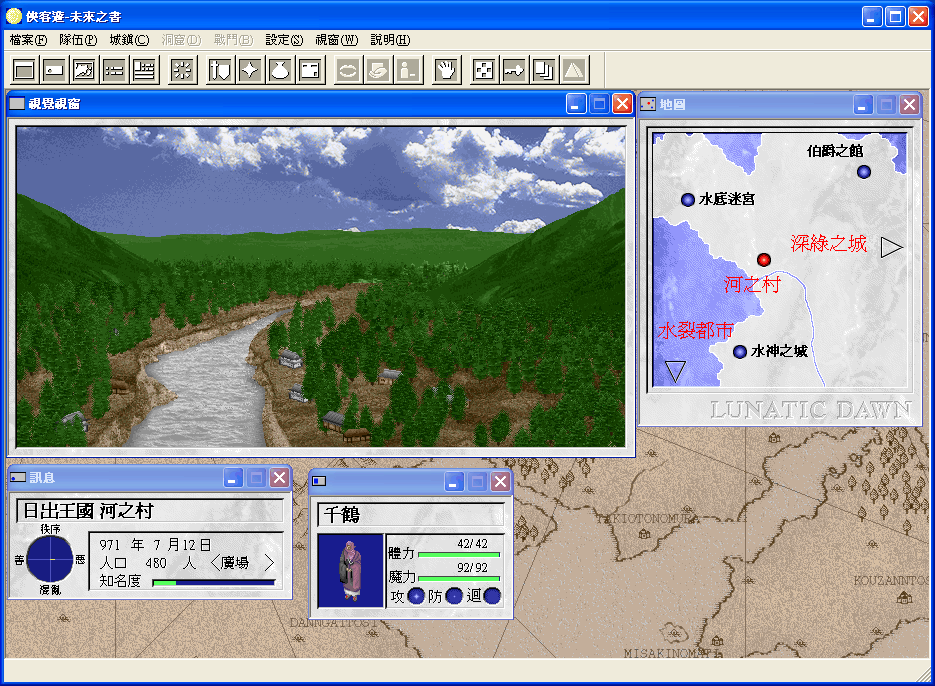 俠客遊-未來之書
檔案(F) 隊伍(P) 城鎮(C) 洞窟(D) 戰鬥(B) 設定(S) 視窗(W) 說明(H)
視覺視窗
地圖
伯爵之館
水底迷宮
深綠之城
河之村
水裂都市
水神之城
LUNATIC DAWN
訊息
日出王國 河之村
秩序
善
惡
混亂
971 年 7 月 12 日
人口 480 人 廣場
知名度
千鶴
體力 42/42
魔力 92/92
攻 防 迴
KOUZANNTOS
DANNGAITOSI
MISAKINOMATI